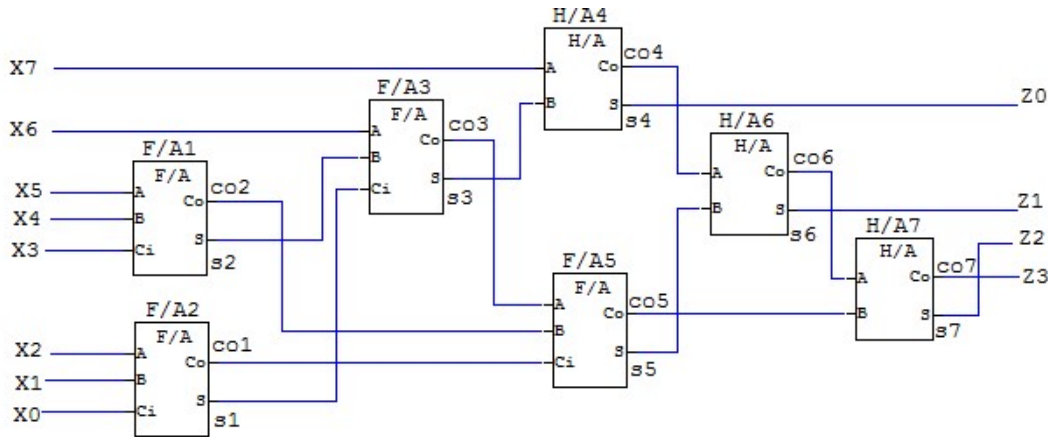 H/A4
H/A
A
Co
co4
B
S
s4
X7
Z0
F/A3
F/A
A
Co
co3
B
Ci
S
s3
X6
H/A6
H/A
A
Co
co6
B
S
s6
Z1
F/A1
F/A
X5
A
Co
co2
X4
B
X3
Ci
S
s2
H/A7
H/A
A
Co
co7
B
S
s7
Z2
Z3
F/A5
F/A
A
Co
co5
B
Ci
S
s5
F/A2
F/A
X2
A
Co
co1
X1
B
X0
Ci
S
s1